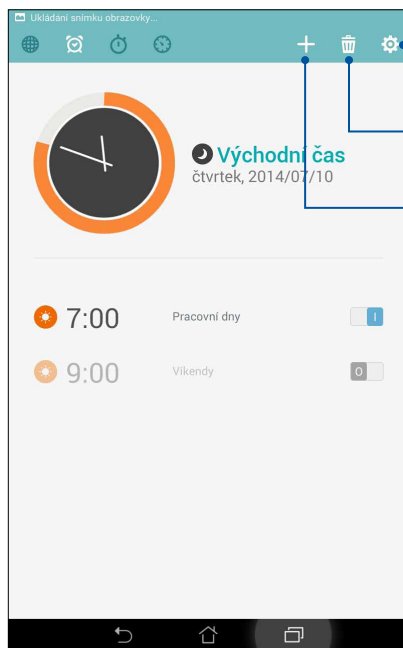 Ukládání snímku obrazovky...
Východní čas
čtvrtek, 2014/07/10
7:00 Pracovní dny
9:00 Víkendy